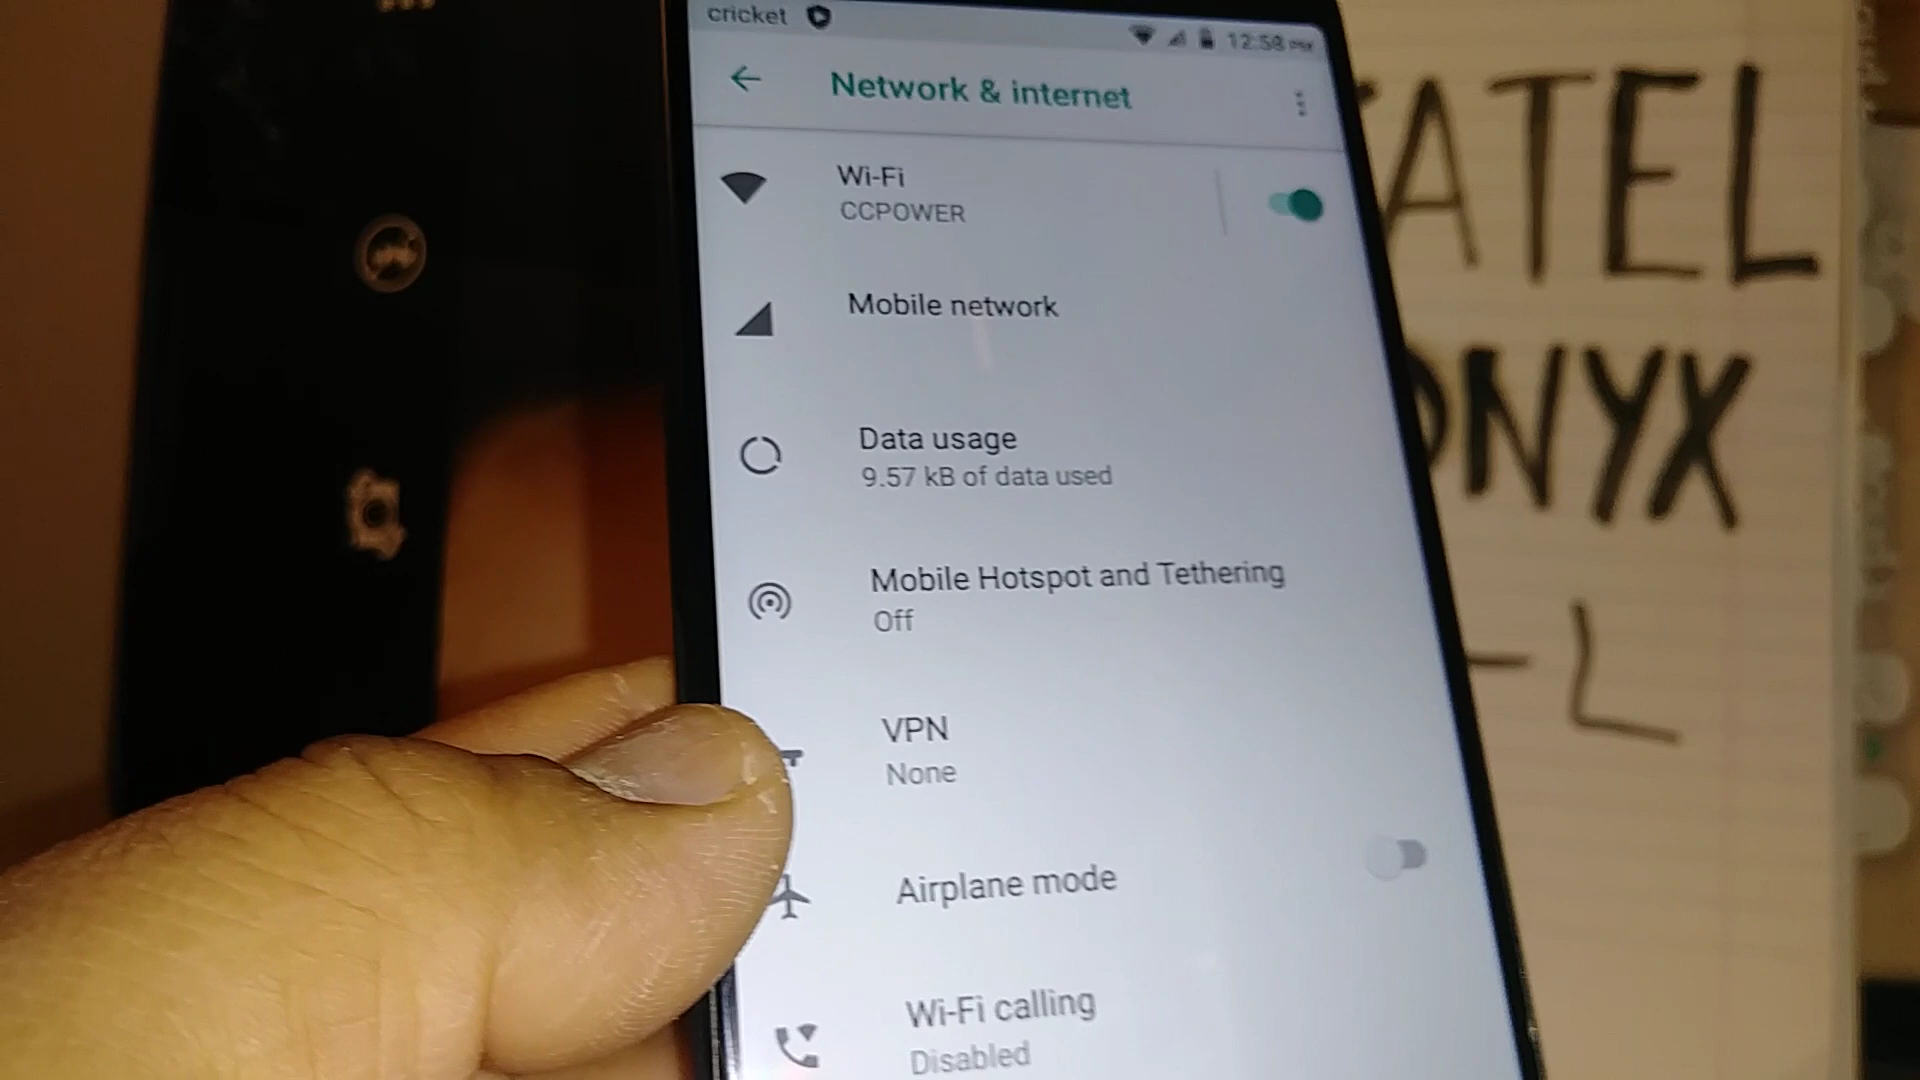 cricket
12:58 PM
Network & internet
Wi-Fi
CCPOWER
Mobile network
Data usage
9.57 kB of data used
Mobile Hotspot and Tethering
Off
VPN
None
Airplane mode
Wi-Fi calling
Disabled
ATEL
ONYX
- L